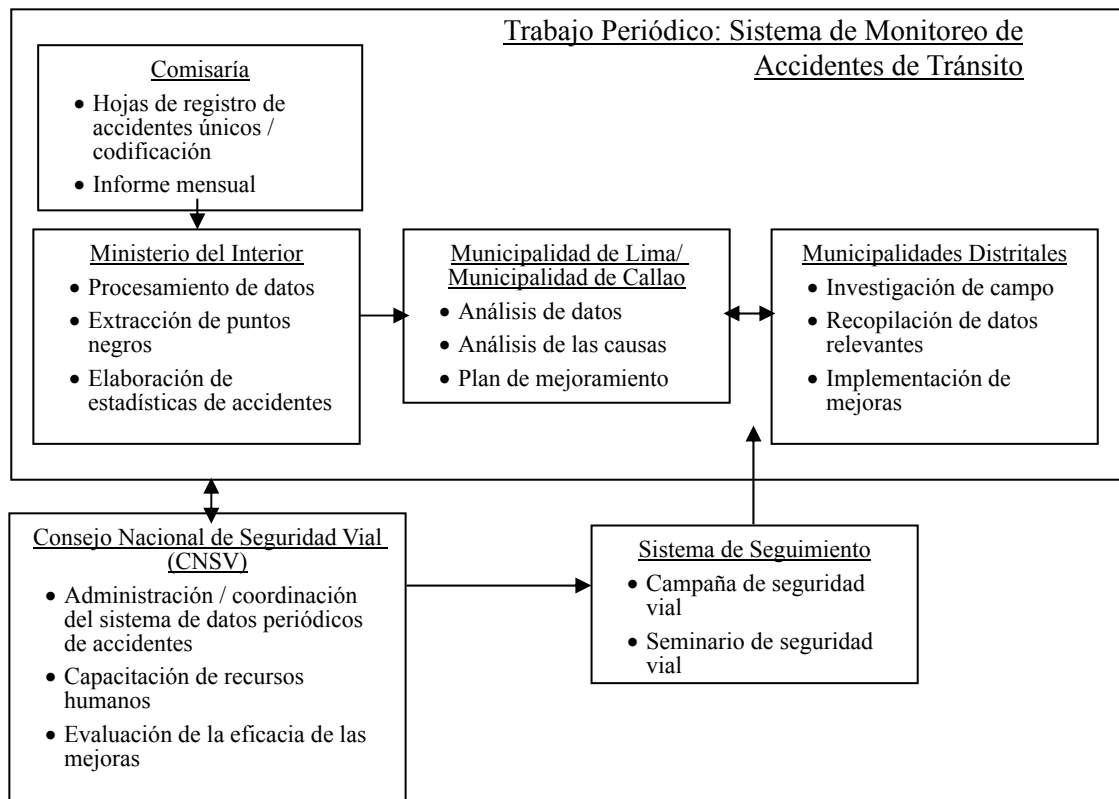 Trabajo Periódico: Sistema de Monitoreo de
Accidentes de Tránsito
Comisaría
• Hojas de registro de
accidentes únicos /
codificación
• Informe mensual
Ministerio del Interior
• Procesamiento de datos
• Extracción de puntos
negros
• Elaboración de
estadísticas de accidentes
Municipalidad de Lima/
Municipalidad de Callao
• Análisis de datos
• Análisis de las causas
• Plan de mejoramiento
Municipalidades Distritales
• Investigación de campo
• Recopilación de datos
relevantes
• Implementación de
mejoras
Consejo Nacional de Seguridad Vial
(CNSV)
• Administración / coordinación
del sistema de datos periódicos
de accidentes
• Capacitación de recursos
humanos
• Evaluación de la eficacia de las
mejoras
Sistema de Seguimiento
• Campaña de seguridad
vial
• Seminario de seguridad
vial